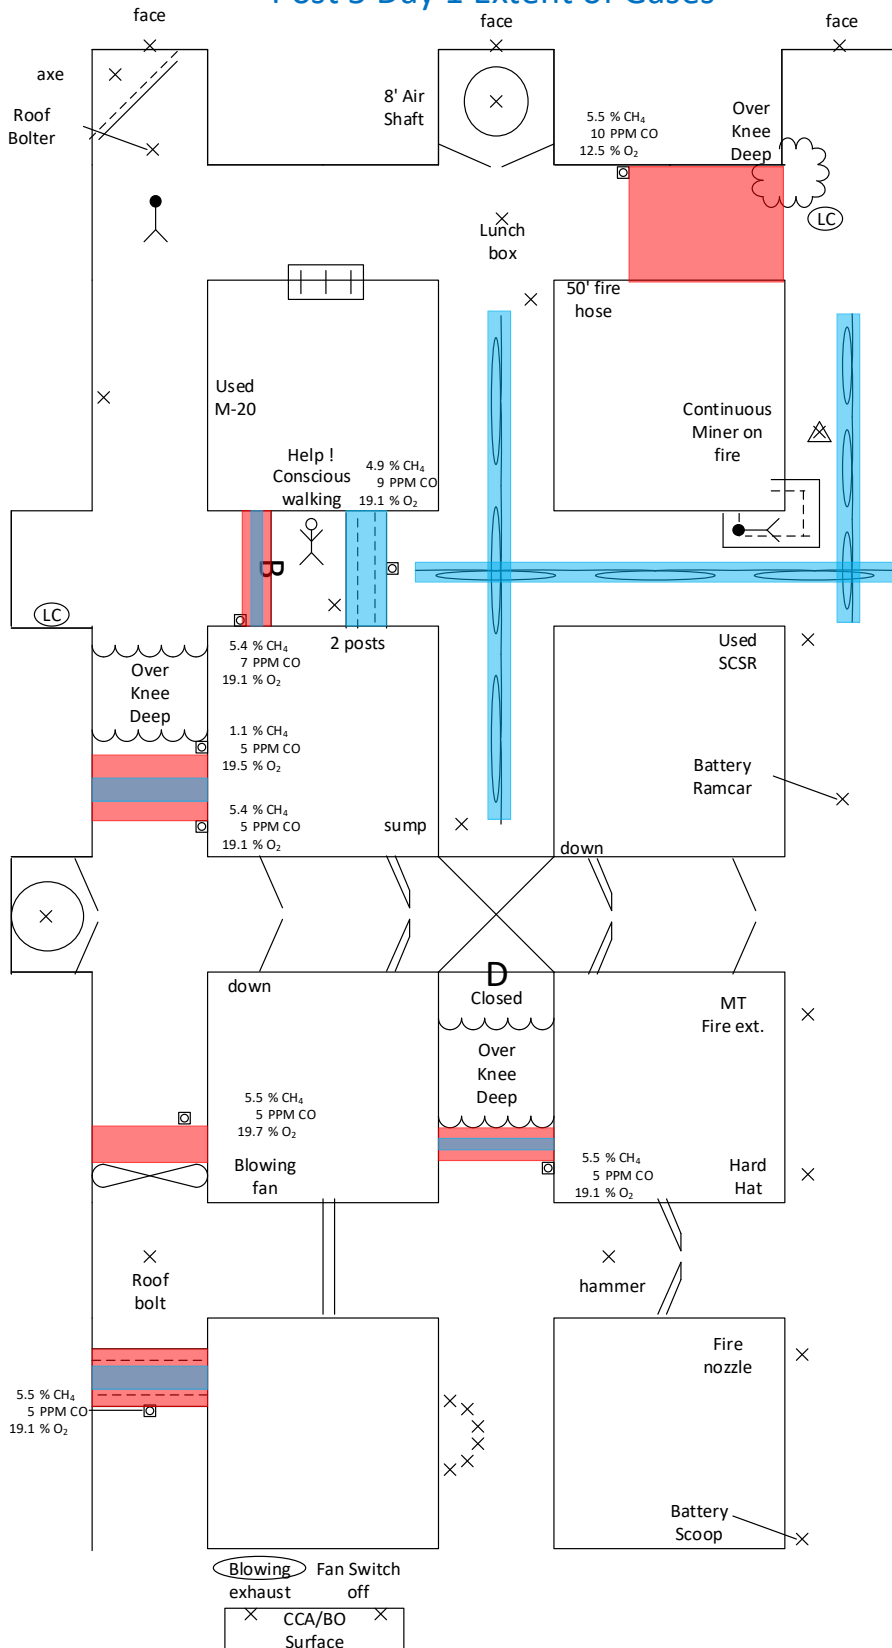 Post 5 Day 1 Extent of Gases
face
face
face
axe
Roof
Bolter
8' Air
Shaft
5.5 % CH₄
10 PPM CO
12.5 % O₂
Over
Knee
Deep
LC
Lunch
box
50' fire
hose
Used
M-20
Continuous
Miner on
fire
Help !
Conscious
walking
4.9 % CH₄
9 PPM CO
19.1 % O₂
B
LC
5.4 % CH₄
7 PPM CO
19.1 % O₂
2 posts
Used
SCSR
Over
Knee
Deep
1.1 % CH₄
5 PPM CO
19.5 % O₂
Battery
Ramcar
5.4 % CH₄
5 PPM CO
19.1 % O₂
sump
down
down
D
Closed
MT
Fire ext.
Over
Knee
Deep
5.5 % CH₄
5 PPM CO
19.7 % O₂
Blowing
fan
5.5 % CH₄
5 PPM CO
19.1 % O₂
Hard
Hat
Roof
bolt
hammer
Fire
nozzle
5.5 % CH₄
5 PPM CO
19.1 % O₂
Battery
Scoop
Blowing
exhaust
Fan Switch
off
CCA/BO
Surface